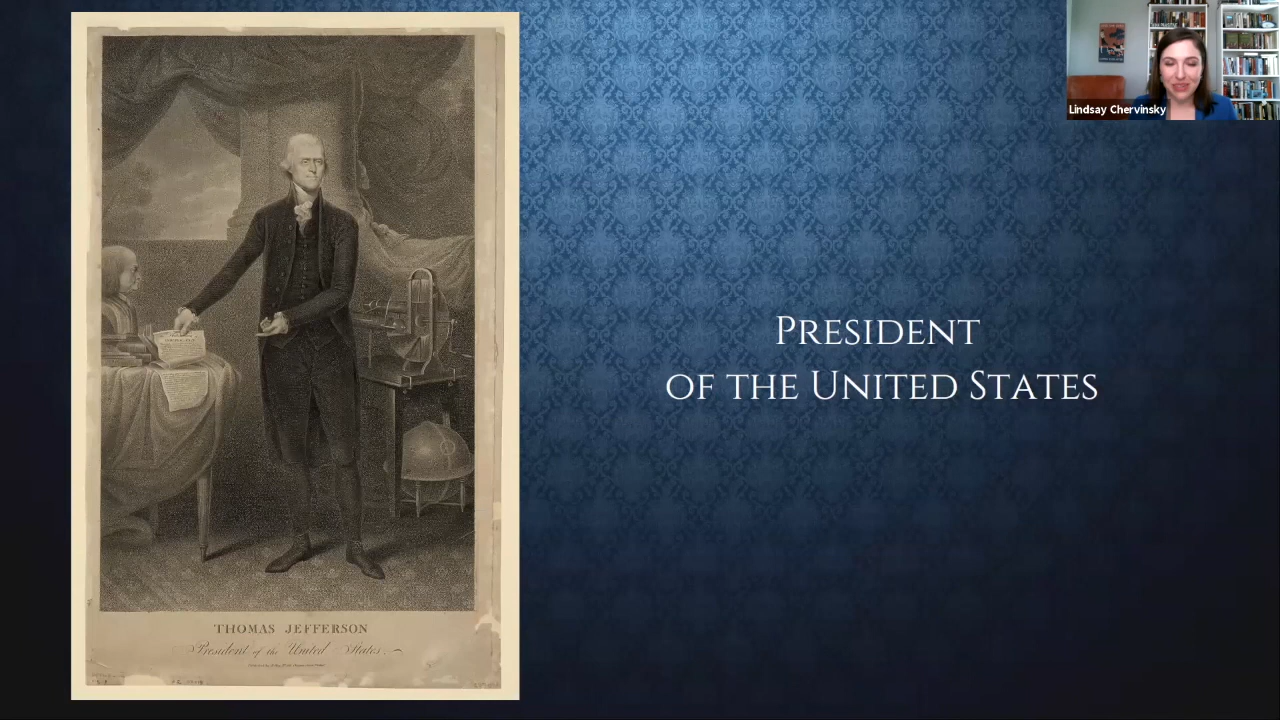 Lindsay Chervinsky
PRESIDENT
OF THE UNITED STATES
THOMAS JEFFERSON
President of the United States.